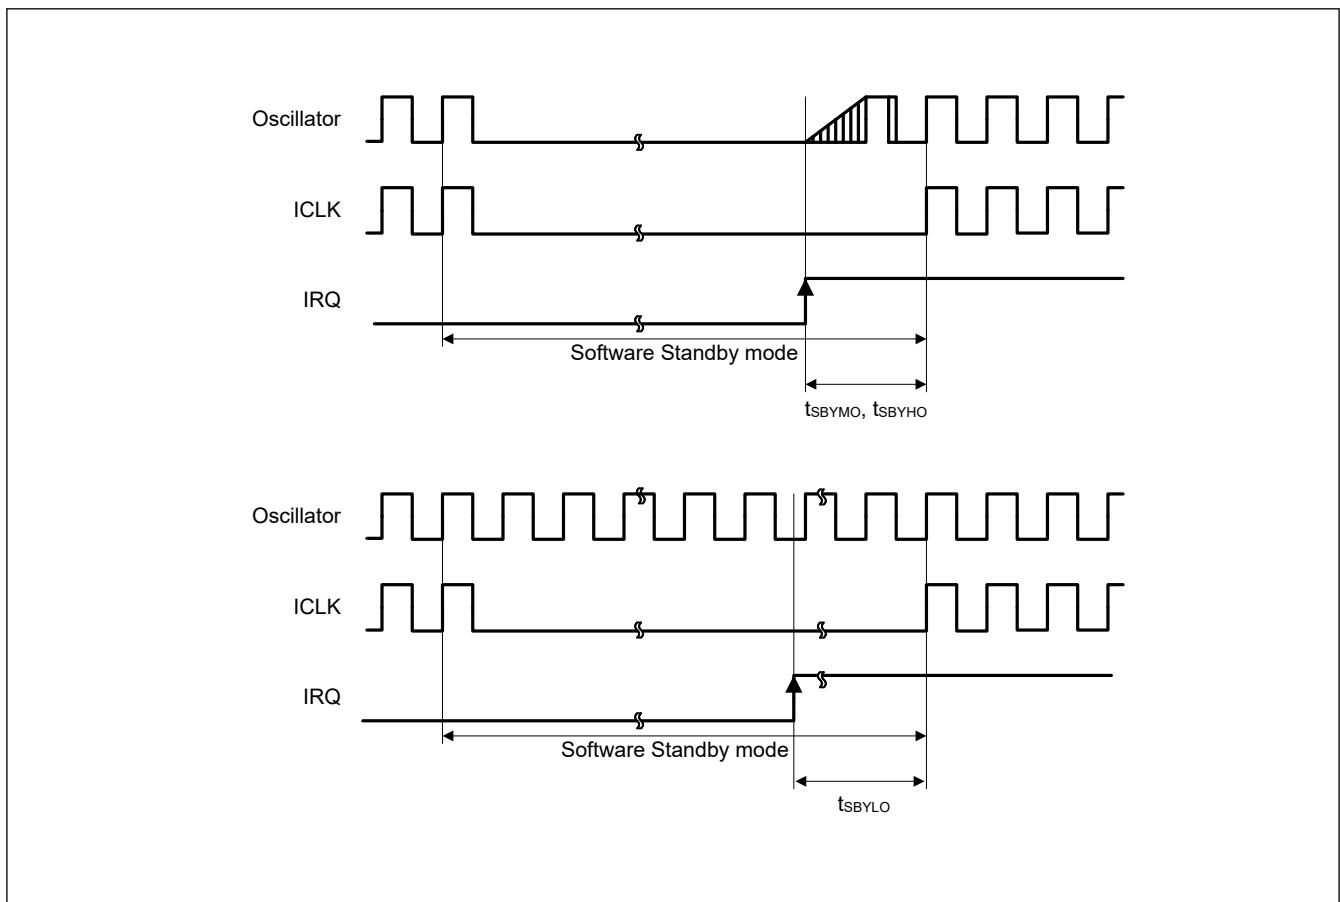 Oscillator
ICLK
IRQ
Software Standby mode
tSBYMO, tSBYHO
Oscillator
ICLK
IRQ
Software Standby mode
tSBYLO